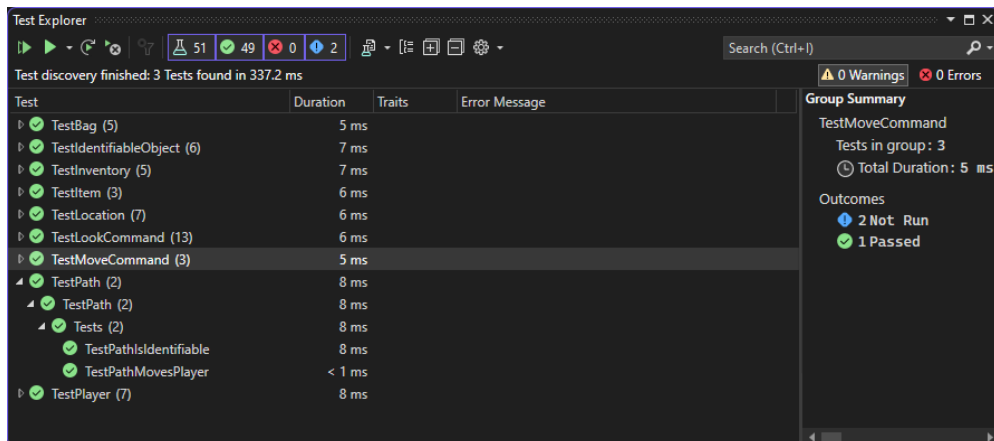 Test Explorer
51 49 0 2 Search (Ctrl+I)
Test discovery finished: 3 Tests found in 337.2 ms 0 Warnings 0 Errors
Test Duration Traits Error Message
TestBag (5) 5 ms
TestIdentifiableObject (6) 7 ms
TestInventory (5) 7 ms
TestItem (3) 6 ms
TestLocation (7) 6 ms
TestLookCommand (13) 6 ms
TestMoveCommand (3) 5 ms
TestPath (2) 8 ms
TestPath (2) 8 ms
Tests (2) 8 ms
TestPathIsIdentifiable 8 ms
TestPathMovesPlayer < 1 ms
TestPlayer (7) 8 ms
Group Summary
TestMoveCommand
Tests in group: 3
Total Duration: 5 ms
Outcomes
2 Not Run
1 Passed